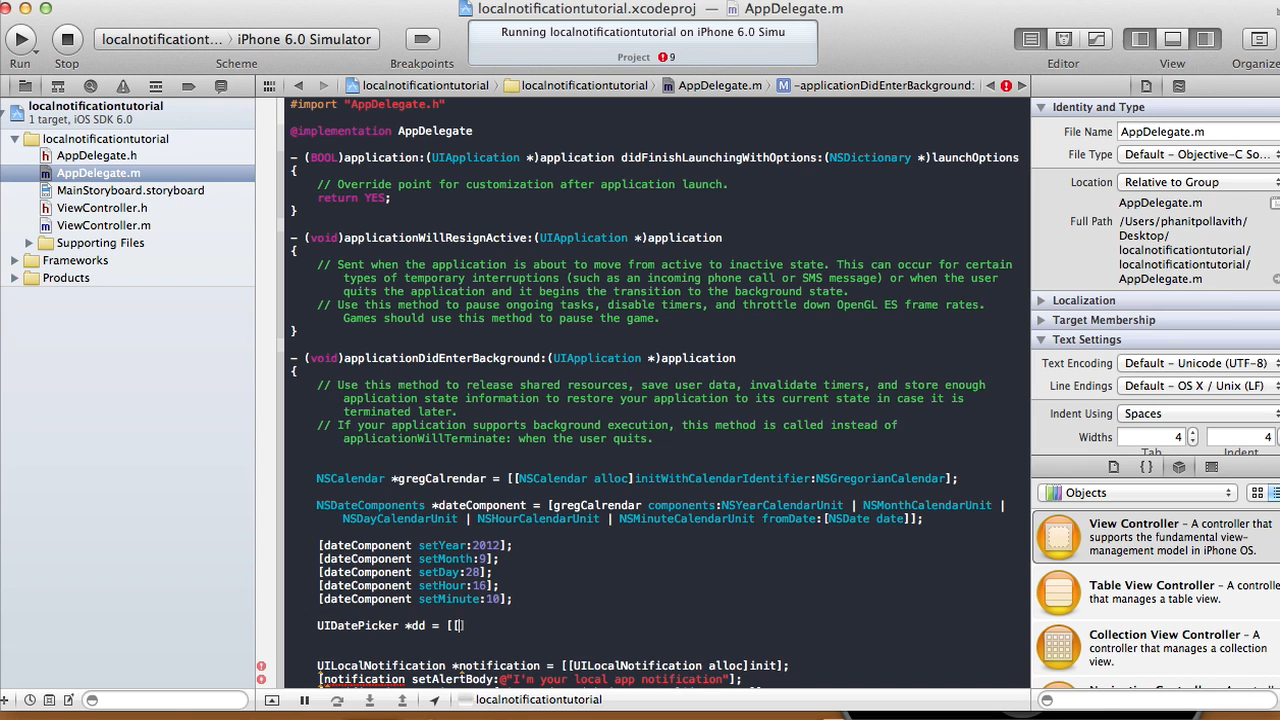 localnotificationtutorial.xcodeproj — AppDelegate.m
localnotificationt... iPhone 6.0 Simulator
Running localnotificationtutorial on iPhone 6.0 Simu
Project 9
Run Stop Scheme Breakpoints Editor View Organize
localnotificationtutorial
1 target, iOS SDK 6.0
localnotificationtutorial
AppDelegate.h
AppDelegate.m
MainStoryboard.storyboard
ViewController.h
ViewController.m
Supporting Files
Frameworks
Products
localnotificationtutorial localnotificationtutorial AppDelegate.m M -applicationDidEnterBackground:
#import "AppDelegate.h"
@implementation AppDelegate
- (BOOL)application:(UIApplication *)application didFinishLaunchingWithOptions:(NSDictionary *)launchOptions
{
// Override point for customization after application launch.
return YES;
}
- (void)applicationWillResignActive:(UIApplication *)application
{
// Sent when the application is about to move from active to inactive state. This can occur for certain
types of temporary interruptions (such as an incoming phone call or SMS message) or when the user
quits the application and it begins the transition to the background state.
// Use this method to pause ongoing tasks, disable timers, and throttle down OpenGL ES frame rates.
Games should use this method to pause the game.
}
- (void)applicationDidEnterBackground:(UIApplication *)application
{
// Use this method to release shared resources, save user data, invalidate timers, and store enough
application state information to restore your application to its current state in case it is
terminated later.
// If your application supports background execution, this method is called instead of
applicationWillTerminate: when the user quits.
NSCalendar *gregCalrendar = [[NSCalendar alloc]initWithCalendarIdentifier:NSGregorianCalendar];
NSDateComponents *dateComponent = [gregCalrendar components:NSYearCalendarUnit | NSMonthCalendarUnit |
NSDayCalendarUnit | NSHourCalendarUnit | NSMinuteCalendarUnit fromDate:[NSDate date]];
[dateComponent setYear:2012];
[dateComponent setMonth:9];
[dateComponent setDay:28];
[dateComponent setHour:16];
[dateComponent setMinute:10];
UIDatePicker *dd = [[]
UILocalNotification *notification = [[UILocalNotification alloc]init];
[notification setAlertBody:@"I'm your local app notification"];
localnotificationtutorial
Identity and Type
File Name AppDelegate.m
File Type Default - Objective-C So...
Location Relative to Group
AppDelegate.m
Full Path /Users/phanitpollavith/
Desktop/
localnotificationtutorial/
localnotificationtutorial/
AppDelegate.m
Localization
Target Membership
Text Settings
Text Encoding Default - Unicode (UTF-8)
Line Endings Default - OS X / Unix (LF)
Indent Using Spaces
Widths 4 4
Tab Indent
{ }
Objects
View Controller - A controller that
supports the fundamental view-
management model in iPhone OS.
Table View Controller - A controller
that manages a table view.
Collection View Controller - A
controller that manages a collection
view.